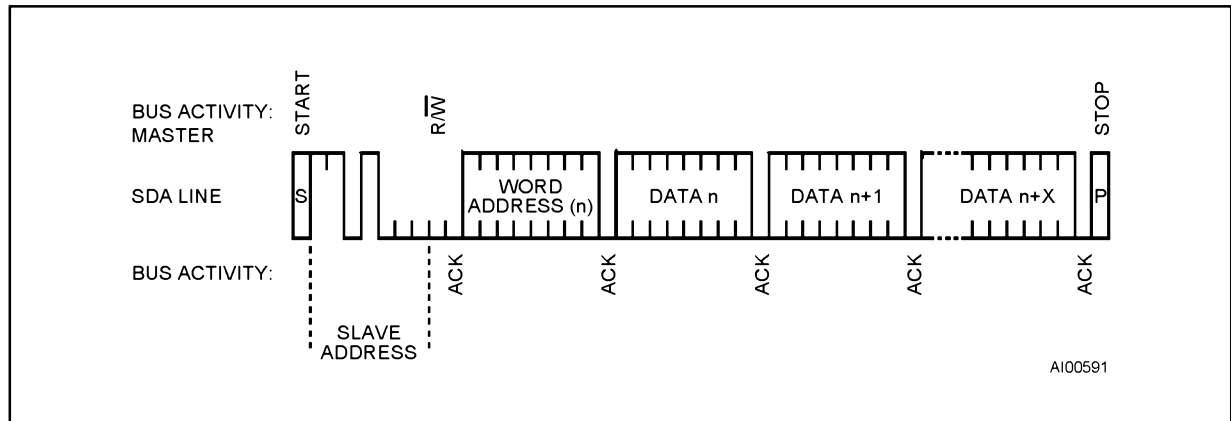 BUS ACTIVITY:
MASTER
START
R/W
STOP
SDA LINE
S
WORD
ADDRESS (n)
DATA n
DATA n+1
DATA n+X
P
BUS ACTIVITY:
ACK
ACK
ACK
ACK
ACK
SLAVE
ADDRESS
AI00591